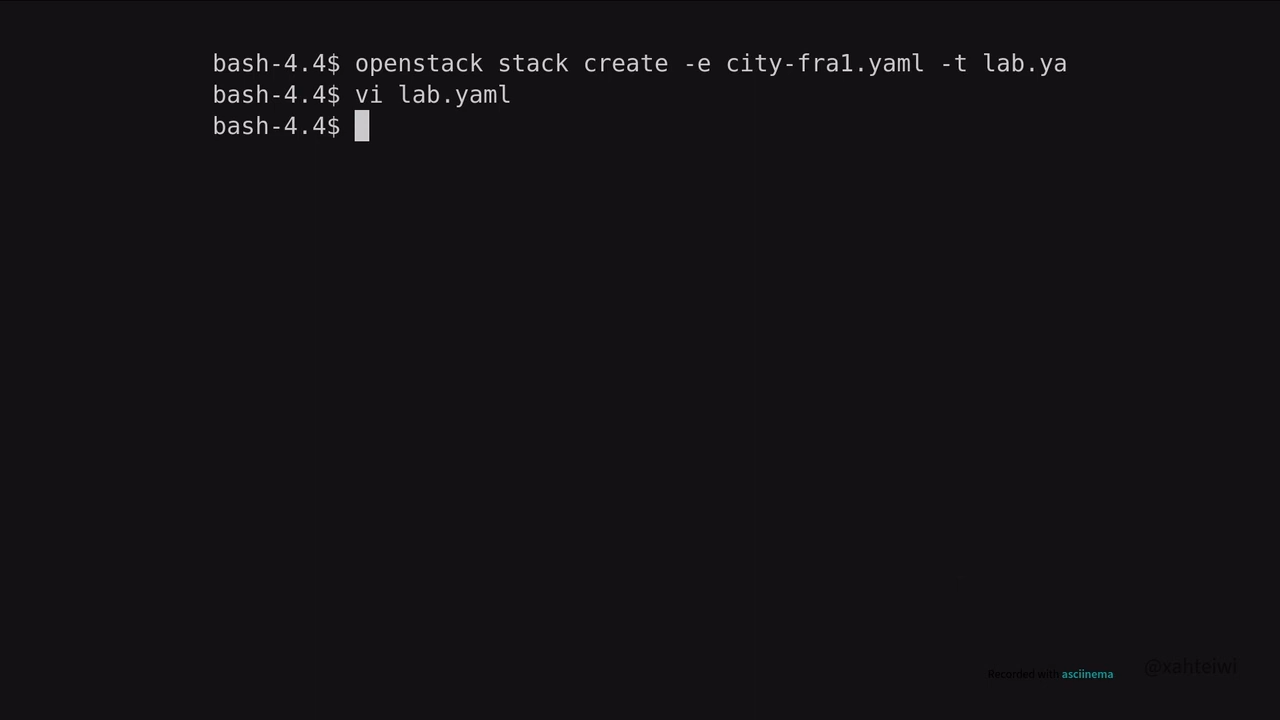 bash-4.4$ openstack stack create -e city-fra1.yaml -t lab.ya
bash-4.4$ vi lab.yaml
bash-4.4$
Recorded with asciinema
@xahteiwi